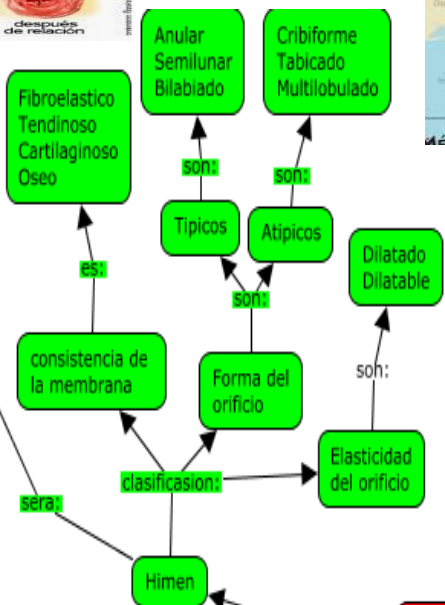 después
de relación
Anular
Semilunar
Bilabiado
Cribiforme
Tabicado
Multilobulado
Fibroelastico
Tendinoso
Cartilaginoso
Oseo
son:
son:
Tipicos
Atipicos
Dilatado
Dilatable
es:
son:
consistencia de
la membrana
Forma del
orificio
son:
Elasticidad
del orificio
clasificasion:
sera:
Himen